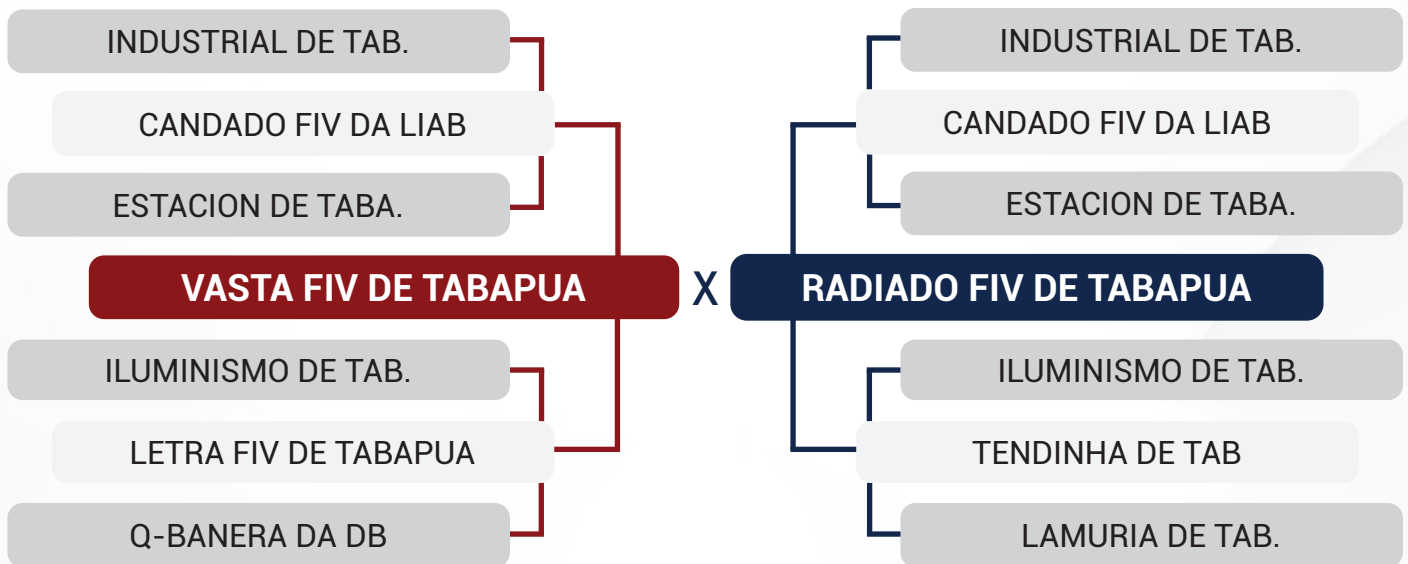 INDUSTRIAL DE TAB.
CANDADO FIV DA LIAB
ESTACION DE TABA.
VASTA FIV DE TABAPUA
ILUMINISMO DE TAB.
LETRA FIV DE TABAPUA
Q-BANERA DA DB
X
INDUSTRIAL DE TAB.
CANDADO FIV DA LIAB
ESTACION DE TABA.
RADIADO FIV DE TABAPUA
ILUMINISMO DE TAB.
TENDINHA DE TAB
LAMURIA DE TAB.